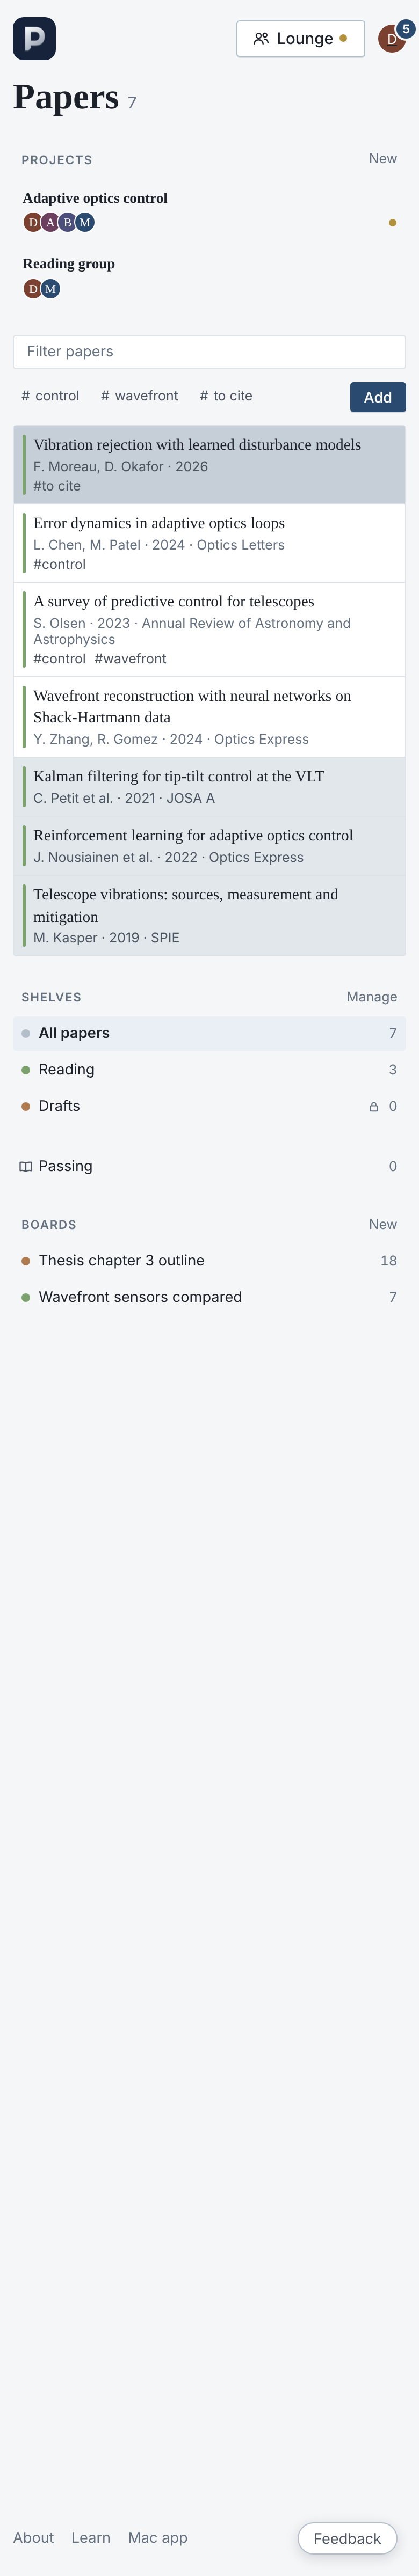 P
Lounge
D
5
Papers 7
PROJECTS New
Adaptive optics control
D A B M
Reading group
D M
Filter papers
# control # wavefront # to cite Add
Vibration rejection with learned disturbance models
F. Moreau, D. Okafor · 2026
#to cite
Error dynamics in adaptive optics loops
L. Chen, M. Patel · 2024 · Optics Letters
#control
A survey of predictive control for telescopes
S. Olsen · 2023 · Annual Review of Astronomy and
Astrophysics
#control #wavefront
Wavefront reconstruction with neural networks on
Shack-Hartmann data
Y. Zhang, R. Gomez · 2024 · Optics Express
Kalman filtering for tip-tilt control at the VLT
C. Petit et al. · 2021 · JOSA A
Reinforcement learning for adaptive optics control
J. Nousiainen et al. · 2022 · Optics Express
Telescope vibrations: sources, measurement and
mitigation
M. Kasper · 2019 · SPIE
SHELVES Manage
All papers 7
Reading 3
Drafts 0
Passing 0
BOARDS New
Thesis chapter 3 outline 18
Wavefront sensors compared 7
About Learn Mac app Feedback